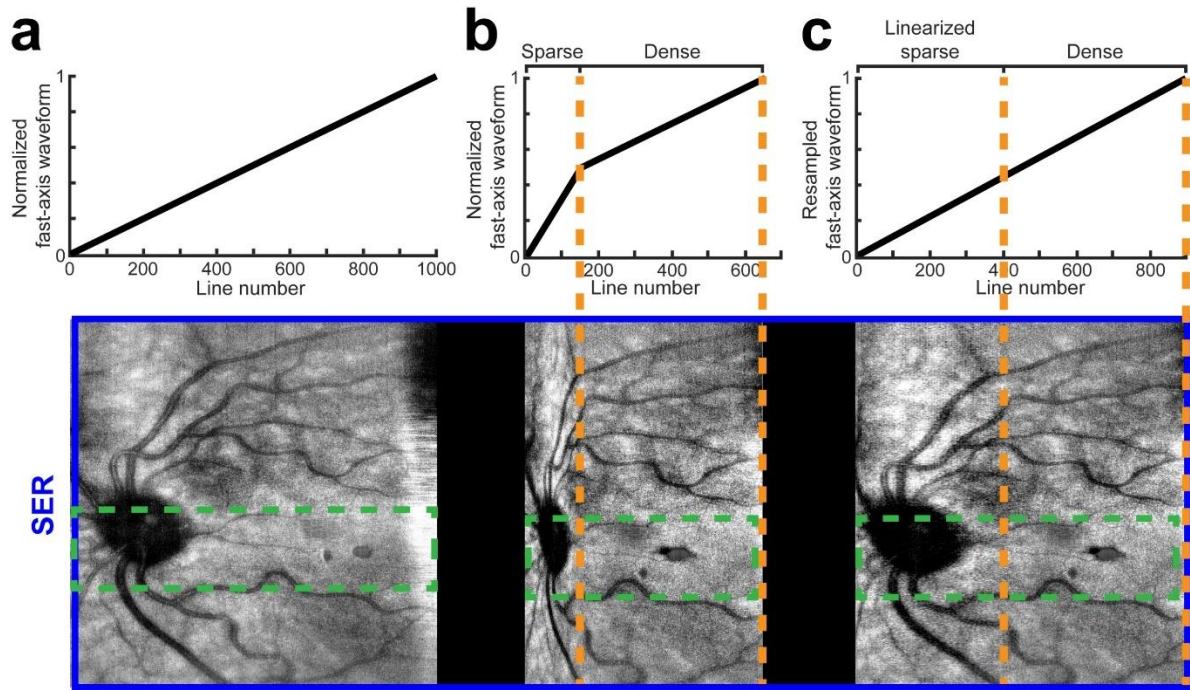 a
Normalized
fast-axis waveform
1
0
0 200 400 600 800 1000
Line number
b
Sparse Dense
Normalized
fast-axis waveform
1
0
0 200 400 600
Line number
c
Linearized
sparse Dense
Resampled
fast-axis waveform
1
0
0 200 400 600 800
Line number
SER